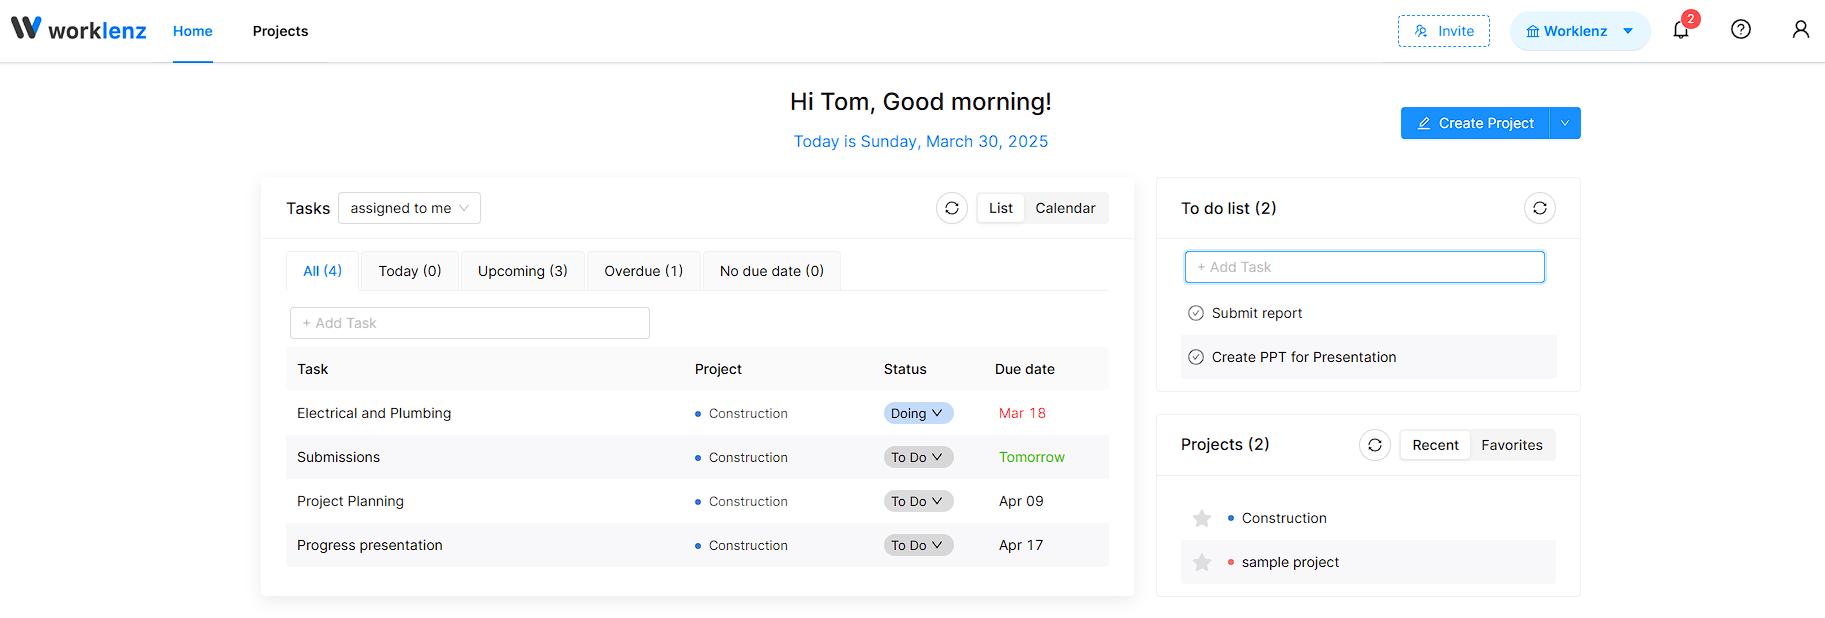 worklenz Home Projects Invite Worklenz 2
Hi Tom, Good morning!
Today is Sunday, March 30, 2025
Create Project
Tasks assigned to me List Calendar
All (4) Today (0) Upcoming (3) Overdue (1) No due date (0)
+ Add Task
Task Project Status Due date
Electrical and Plumbing Construction Doing Mar 18
Submissions Construction To Do Tomorrow
Project Planning Construction To Do Apr 09
Progress presentation Construction To Do Apr 17
To do list (2)
+ Add Task
Submit report
Create PPT for Presentation
Projects (2) Recent Favorites
Construction
sample project